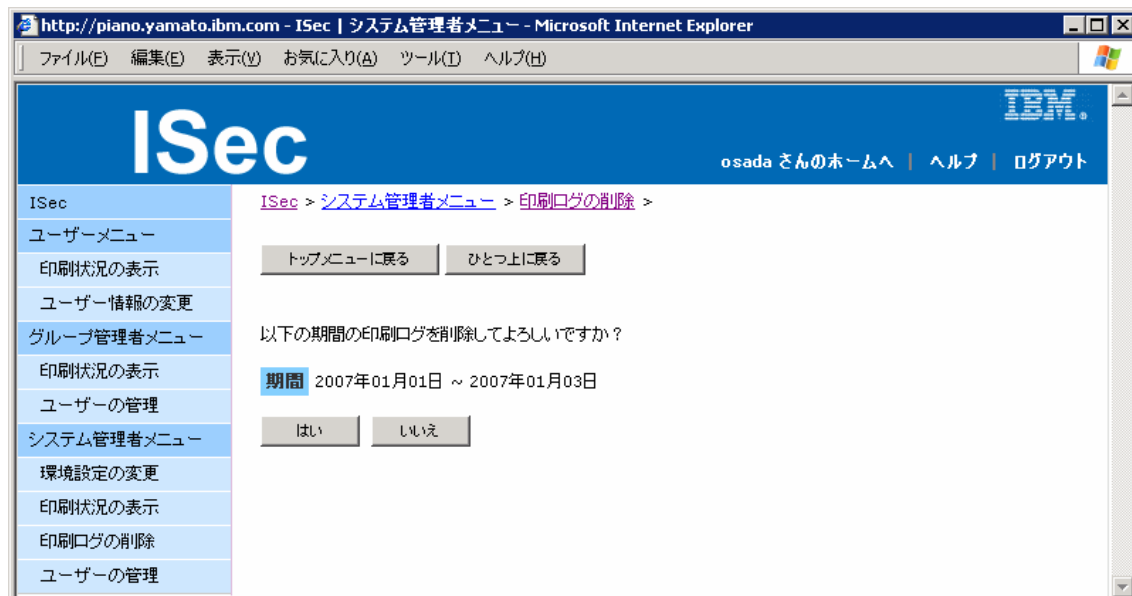 http://piano.yamato.ibm.com - ISec | システム管理者メニュー - Microsoft Internet Explorer
ファイル(F) 編集(E) 表示(V) お気に入り(A) ツール(T) ヘルプ(H)
IBM.
ISec
osada さんのホームへ | ヘルプ | ログアウト
ISec
ユーザーメニュー
印刷状況の表示
ユーザー情報の変更
グループ管理者メニュー
印刷状況の表示
ユーザーの管理
システム管理者メニュー
環境設定の変更
印刷状況の表示
印刷ログの削除
ユーザーの管理
ISec > システム管理者メニュー > 印刷ログの削除 >
トップメニューに戻る ひとつ上に戻る
以下の期間の印刷ログを削除してよろしいですか？
期間 2007年01月01日 ~ 2007年01月03日
はい いいえ